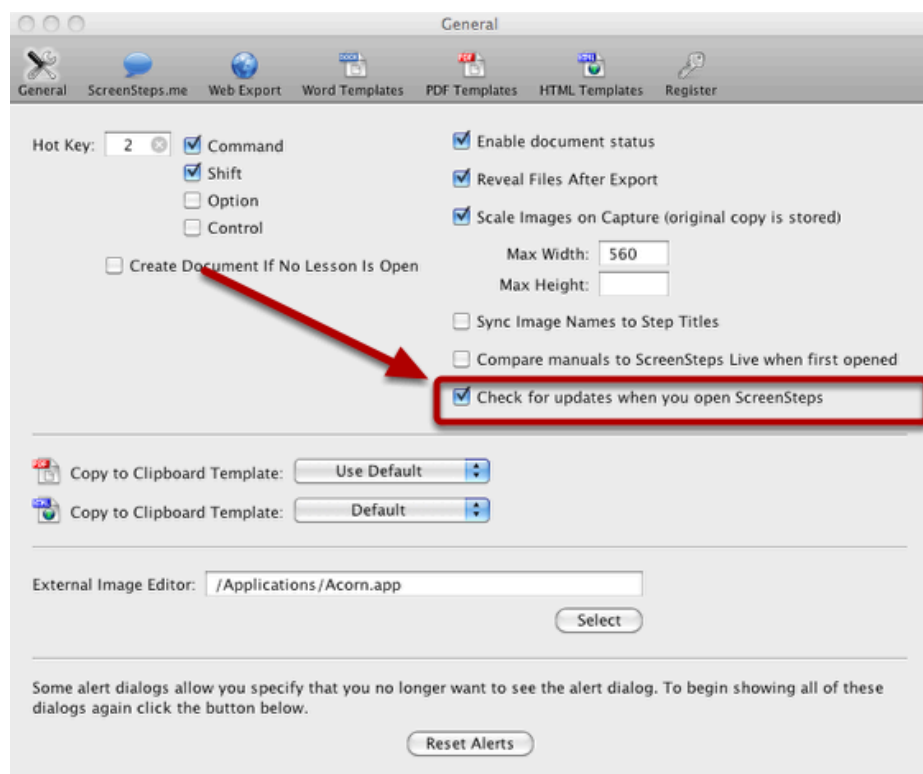 General
General ScreenSteps.me Web Export Word Templates PDF Templates HTML Templates Register
Hot Key: 2 Command
Shift
Option
Control
Create Document If No Lesson Is Open
Enable document status
Reveal Files After Export
Scale Images on Capture (original copy is stored)
Max Width: 560
Max Height:
Sync Image Names to Step Titles
Compare manuals to ScreenSteps Live when first opened
Check for updates when you open ScreenSteps
Copy to Clipboard Template: Use Default
Copy to Clipboard Template: Default
External Image Editor: /Applications/Acorn.app
Select
Some alert dialogs allow you specify that you no longer want to see the alert dialog. To begin showing all of these
dialogs again click the button below.
Reset Alerts